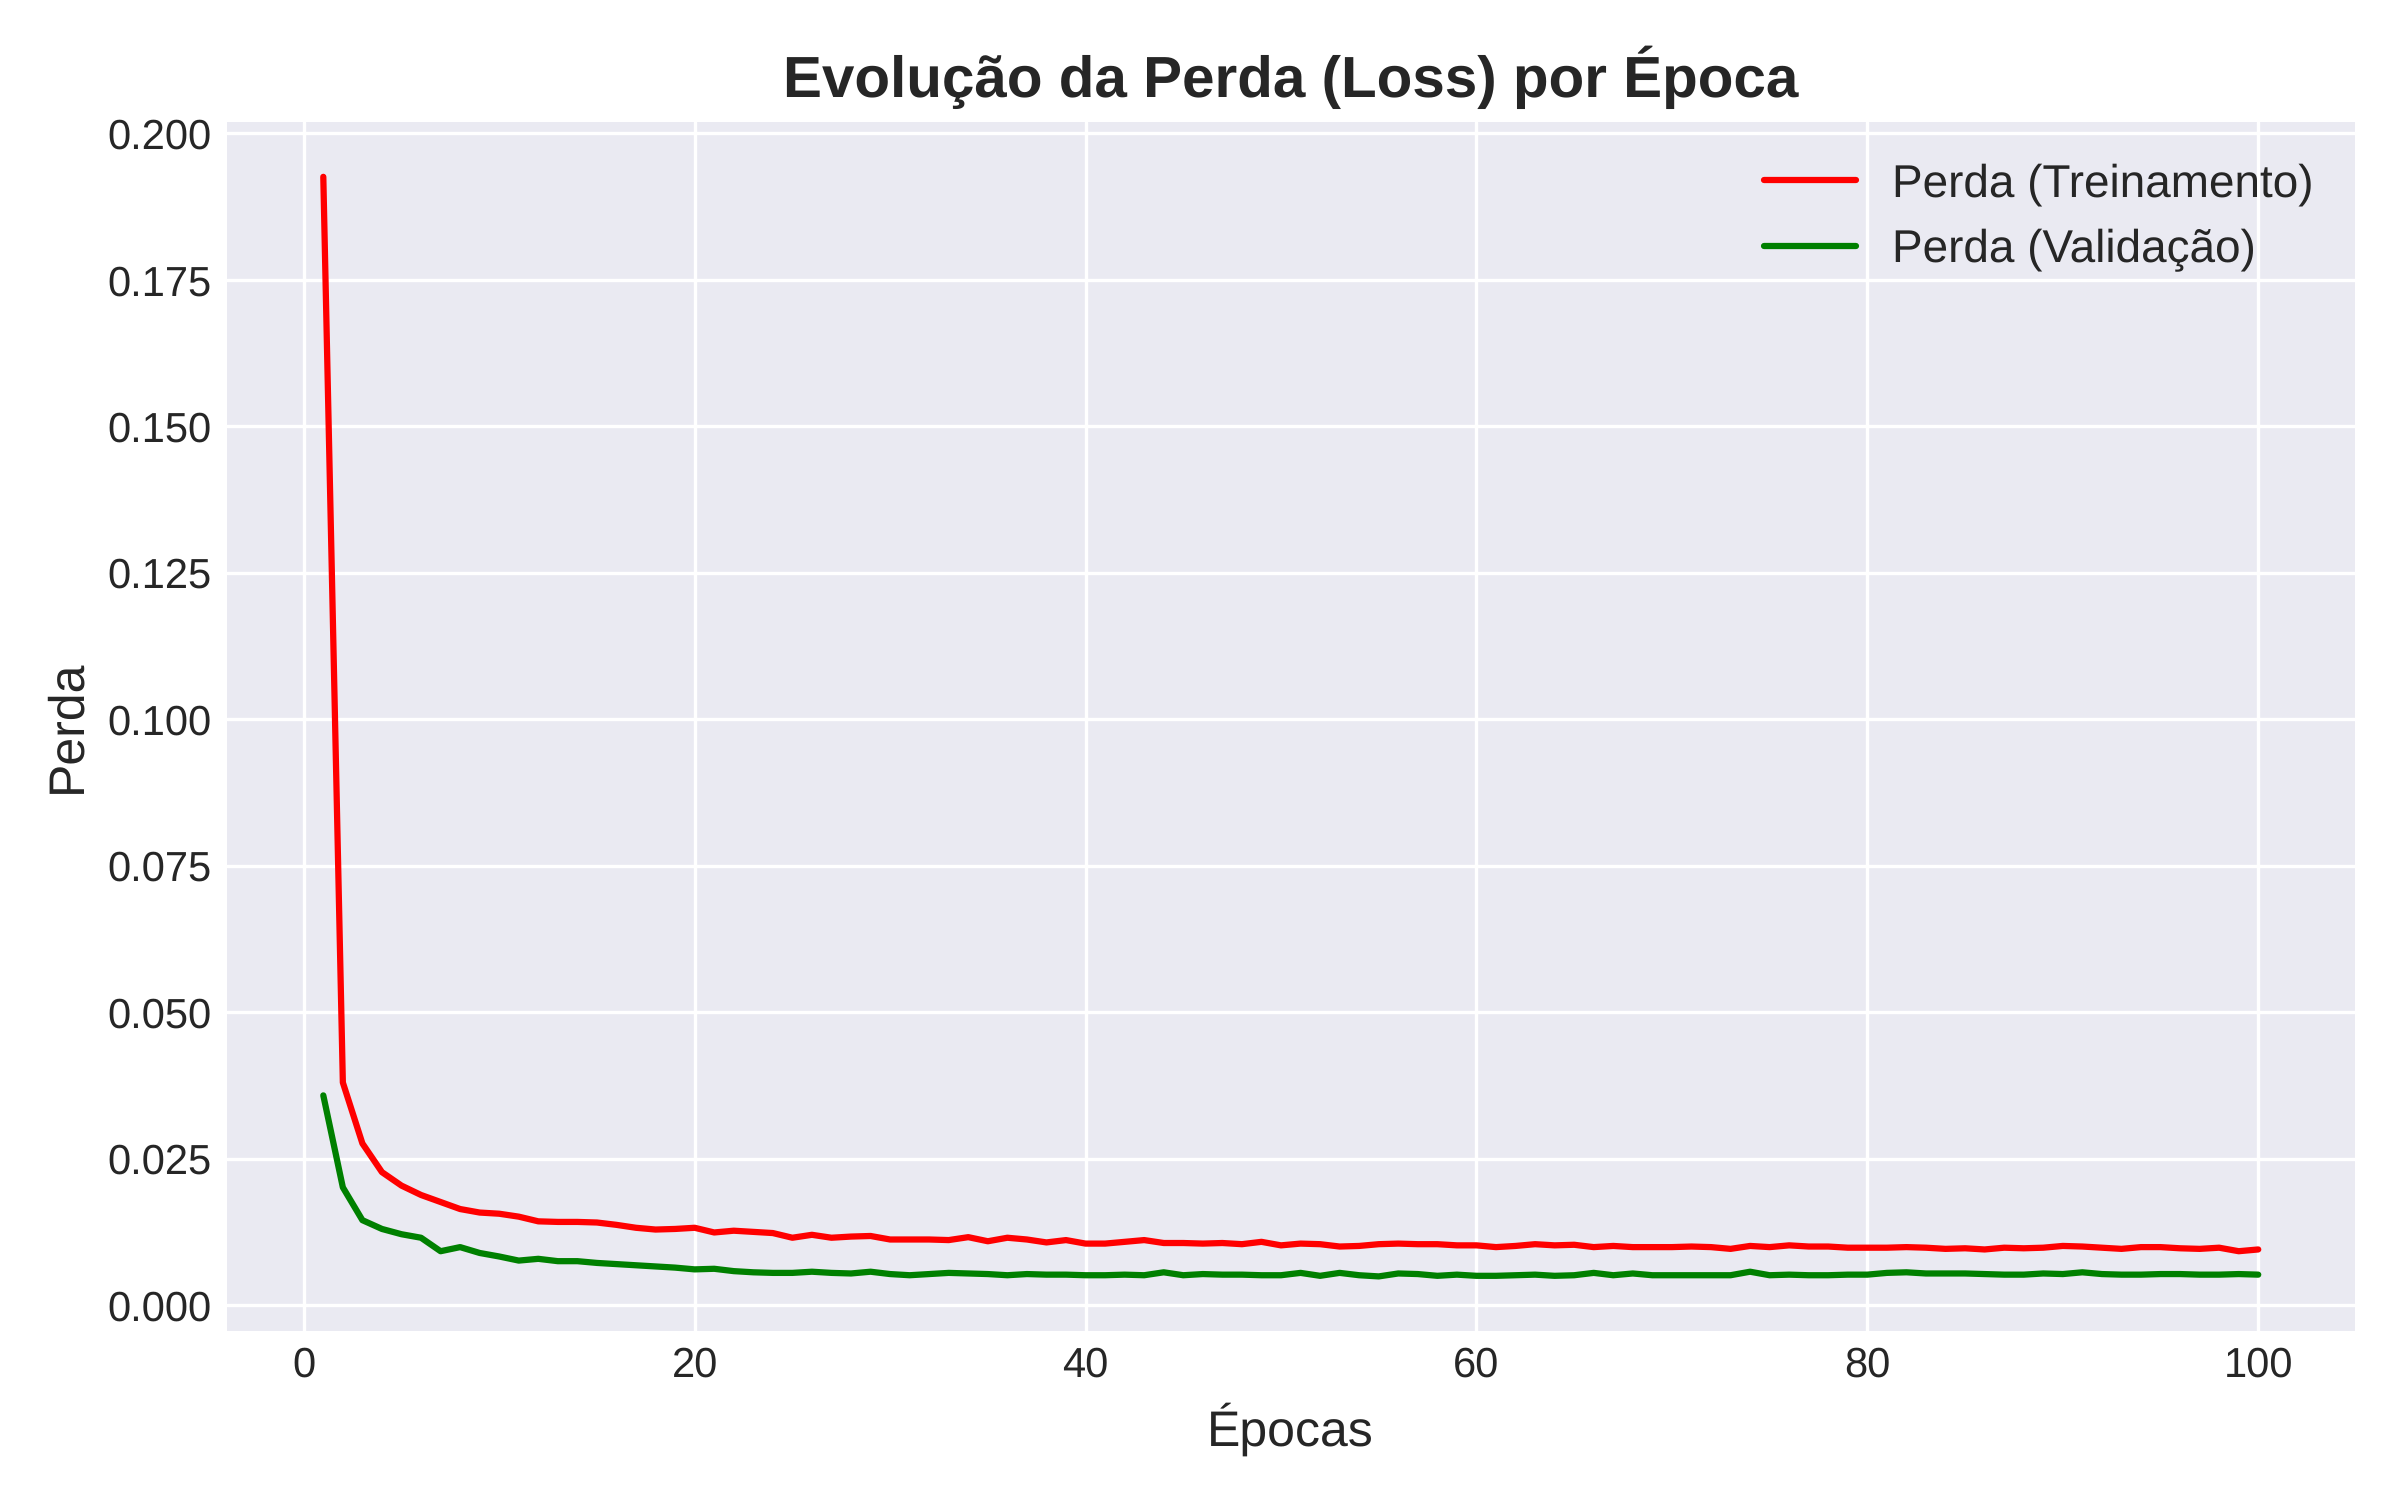 Evolução da Perda (Loss) por Época
Perda (Treinamento)
Perda (Validação)
Perda
0.200
0.175
0.150
0.125
0.100
0.075
0.050
0.025
0.000
0 20 40 60 80 100
Épocas